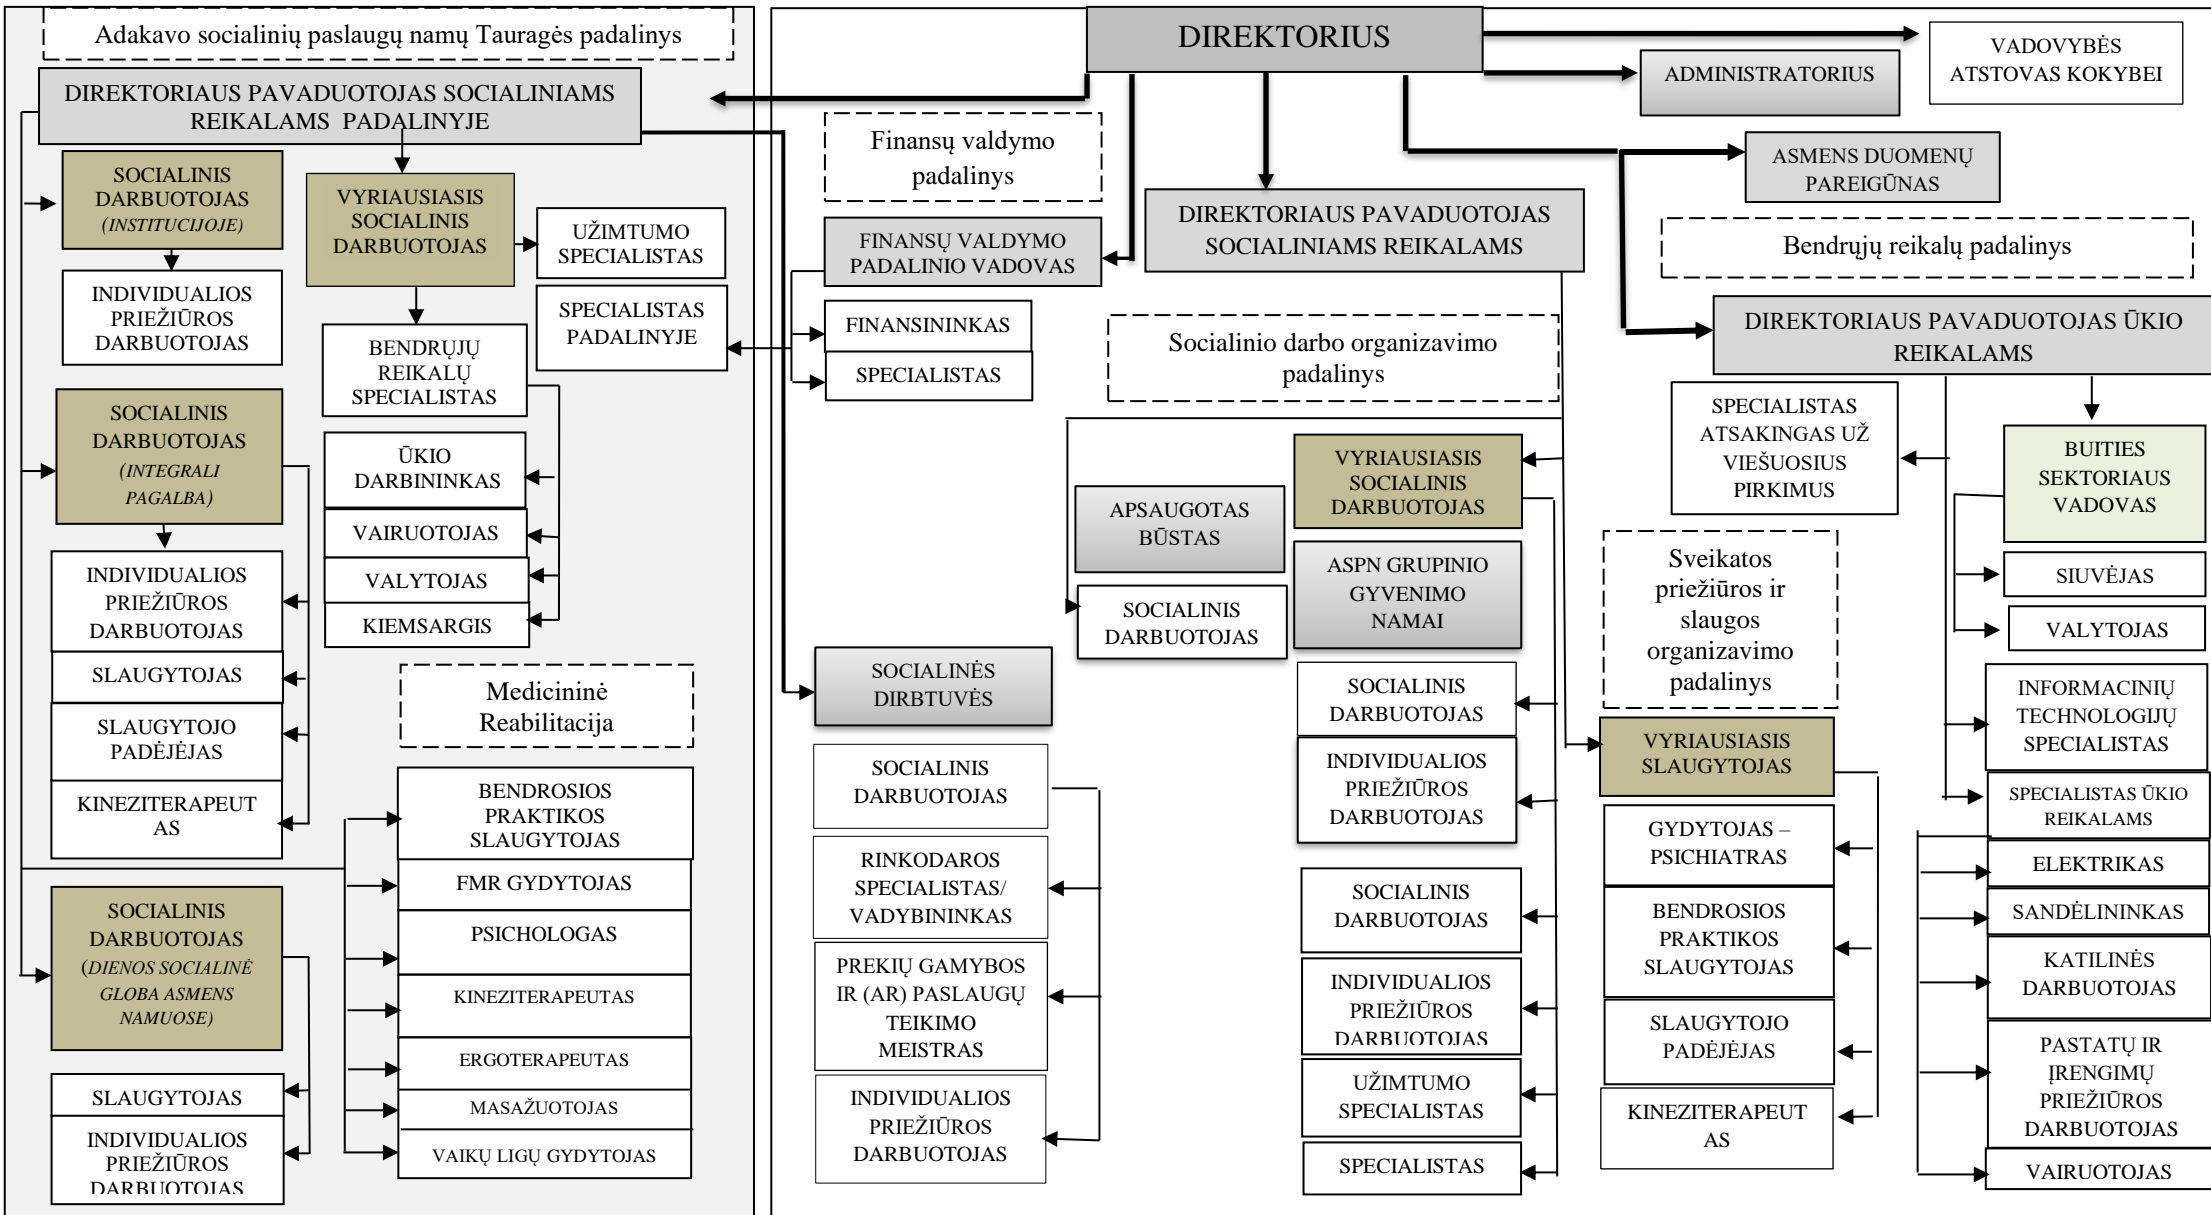 Adakavo socialinių paslaugų namų Tauragės padalinys
DIREKTORIUS
VADOVYBĖS
ATSTOVAS KOKYBEI
ADMINISTRATORIUS
DIREKTORIAUS PAVADUOTOJAS SOCIALINIAMS
REIKALAMS PADALINYJE
Finansų valdymo
padalinys
ASMENS DUOMENŲ
PAREIGŪNAS
SOCIALINIS
DARBUOTOJAS
(INSTITUCIJOJE)
VYRIAUSIASIS
SOCIALINIS
DARBUOTOJAS
UŽIMTUMO
SPECIALISTAS
INDIVIDUALIOS
PRIEŽIŪROS
DARBUOTOJAS
SPECIALISTAS
PADALINYJE
BENDRŲJŲ
REIKALŲ
SPECIALISTAS
SOCIALINIS
DARBUOTOJAS
(INTEGRALI
PAGALBA)
ŪKIO
DARBININKAS
VAIRUOTOJAS
VALYTOJAS
KIEMSARGIS
INDIVIDUALIOS
PRIEŽIŪROS
DARBUOTOJAS
SLAUGYTOJAS
SLAUGYTOJO
PADĖJĖJAS
KINEZITERAPEUT
AS
Medicininė
Reabilitacija
BENDROSIOS
PRAKTIKOS
SLAUGYTOJAS
FMR GYDYTOJAS
PSICHOLOGAS
KINEZITERAPEUTAS
ERGOTERAPEUTAS
MASAŽUOTOJAS
VAIKŲ LIGŲ GYDYTOJAS
SOCIALINIS
DARBUOTOJAS
(DIENOS SOCIALINĖ
GLOBA ASMENS
NAMUOSE)
SLAUGYTOJAS
INDIVIDUALIOS
PRIEŽIŪROS
DARBUOTOJAS
FINANSŲ VALDYMO
PADALINIO VADOVAS
FINANSININKAS
SPECIALISTAS
DIREKTORIAUS PAVADUOTOJAS
SOCIALINIAMS REIKALAMS
Socialinio darbo organizavimo
padalinys
APSAUGOTAS
BŪSTAS
SOCIALINIS
DARBUOTOJAS
VYRIAUSIASIS
SOCIALINIS
DARBUOTOJAS
ASPN GRUPINIO
GYVENIMO
NAMAI
SOCIALINIS
DARBUOTOJAS
INDIVIDUALIOS
PRIEŽIŪROS
DARBUOTOJAS
SOCIALINIS
DARBUOTOJAS
INDIVIDUALIOS
PRIEŽIŪROS
DARBUOTOJAS
UŽIMTUMO
SPECIALISTAS
SPECIALISTAS
SOCIALINĖS
DIRBTUVĖS
SOCIALINIS
DARBUOTOJAS
RINKODAROS
SPECIALISTAS/
VADYBININKAS
PREKIŲ GAMYBOS
IR (AR) PASLAUGŲ
TEIKIMO
MEISTRAS
INDIVIDUALIOS
PRIEŽIŪROS
DARBUOTOJAS
Sveikatos
priežiūros ir
slaugos
organizavimo
padalinys
VYRIAUSIASIS
SLAUGYTOJAS
GYDYTOJAS –
PSICHIATRAS
BENDROSIOS
PRAKTIKOS
SLAUGYTOJAS
SLAUGYTOJO
PADĖJĖJAS
KINEZITERAPEUT
AS
Bendrųjų reikalų padalinys
DIREKTORIAUS PAVADUOTOJAS ŪKIO
REIKALAMS
SPECIALISTAS
ATSAKINGAS UŽ
VIEŠUOSIUS
PIRKIMUS
BUITIES
SEKTORIAUS
VADOVAS
SIUVĖJAS
VALYTOJAS
INFORMACINIŲ
TECHNOLOGIJŲ
SPECIALISTAS
SPECIALISTAS ŪKIO
REIKALAMS
ELEKTRIKAS
SANDĖLININKAS
KATILINĖS
DARBUOTOJAS
PASTATŲ IR
ĮRENGIMŲ
PRIEŽIŪROS
DARBUOTOJAS
VAIRUOTOJAS